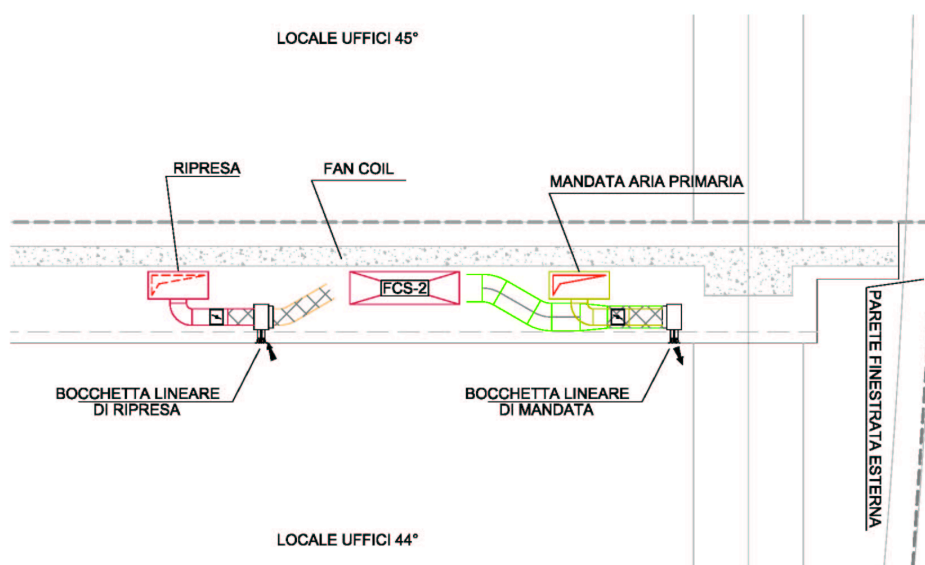 LOCALE UFFICI 45°
RIPRESA
FAN COIL
MANDATA ARIA PRIMARIA
FCS-2
BOCCHETTA LINEARE
DI RIPRESA
BOCCHETTA LINEARE
DI MANDATA
PARETE FINESTRATA ESTERNA
LOCALE UFFICI 44°